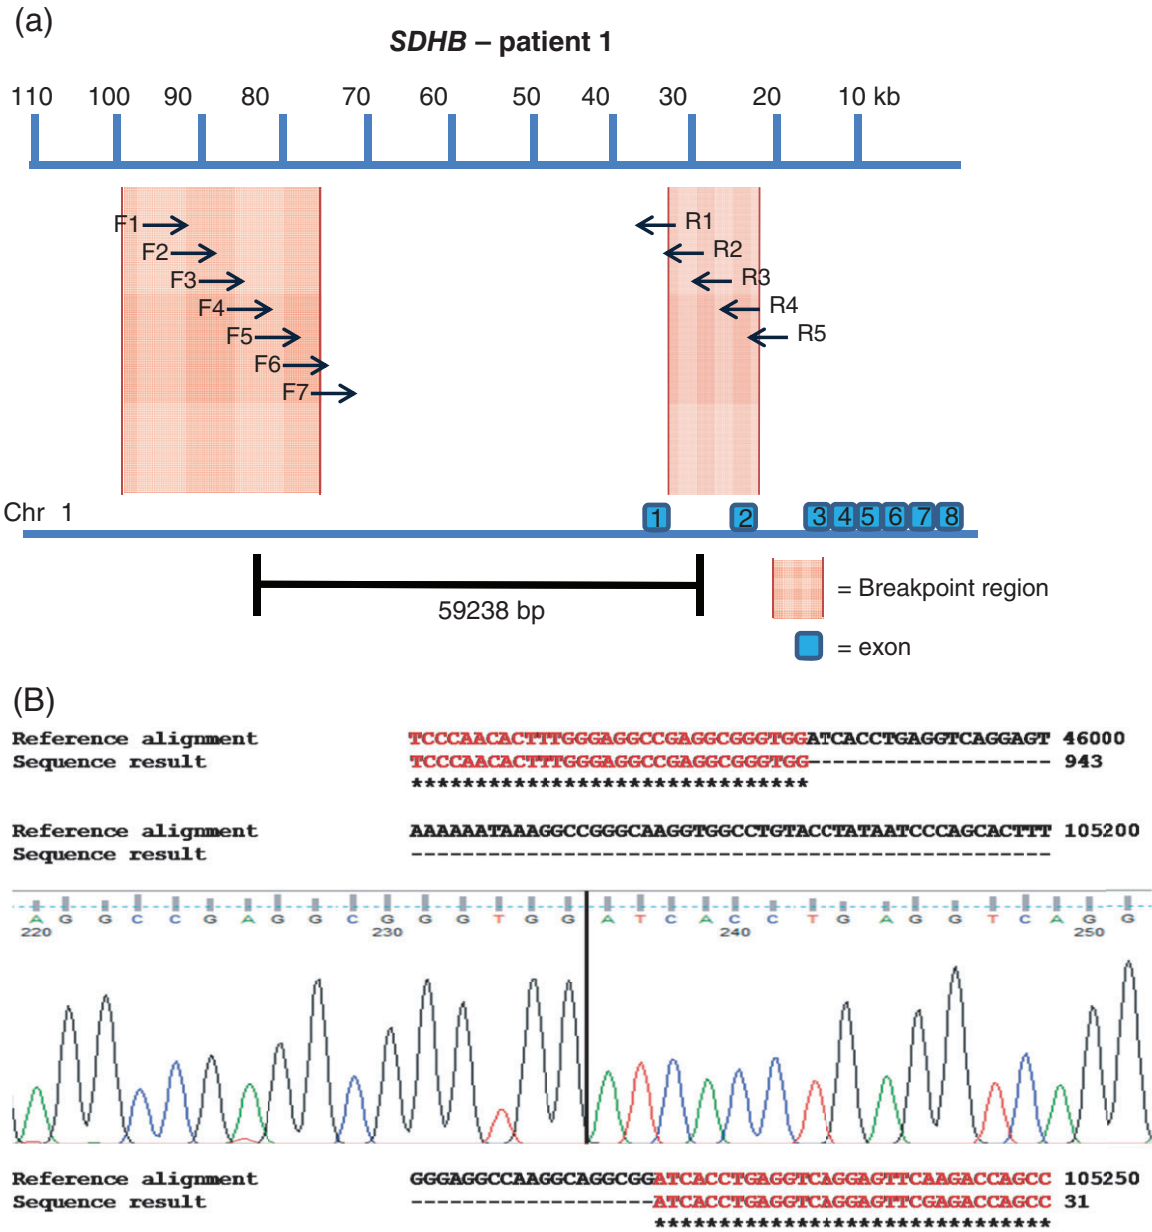 (a)
SDHB – patient 1
110 100 90 80 70 60 50 40 30 20 10 kb
F1 R1
F2 R2
F3 R3
F4 R4
F5 R5
F6
F7
Chr 1 1 2 3 4 5 6 7 8
59238 bp
= Breakpoint region
= exon
(B)
Reference alignment TCCCAACACTTTGGGAGGCCGAGGCGGGTGGATCACCTGAGGTCAGGAGT 46000
Sequence result TCCCAACACTTTGGGAGGCCGAGGCGGGTGG------------------- 943
*******************************
Reference alignment AAAAAATAAAGGCCGGGCAAGGTGGCCTGTACCTATAATCCCAGCACTTT 105200
Sequence result --------------------------------------------------
A G G C C G A G G C G G G T G G A T C A C C T G A G G T C A G G
220 230 240 250
Reference alignment GGGAGGCCAAGGCAGGCGGATCACCTGAGGTCAGGAGTTCAAGACCAGCC 105250
Sequence result -------------------ATCACCTGAGGTCAGGAGTTCGAGACCAGCC 31
*******************************